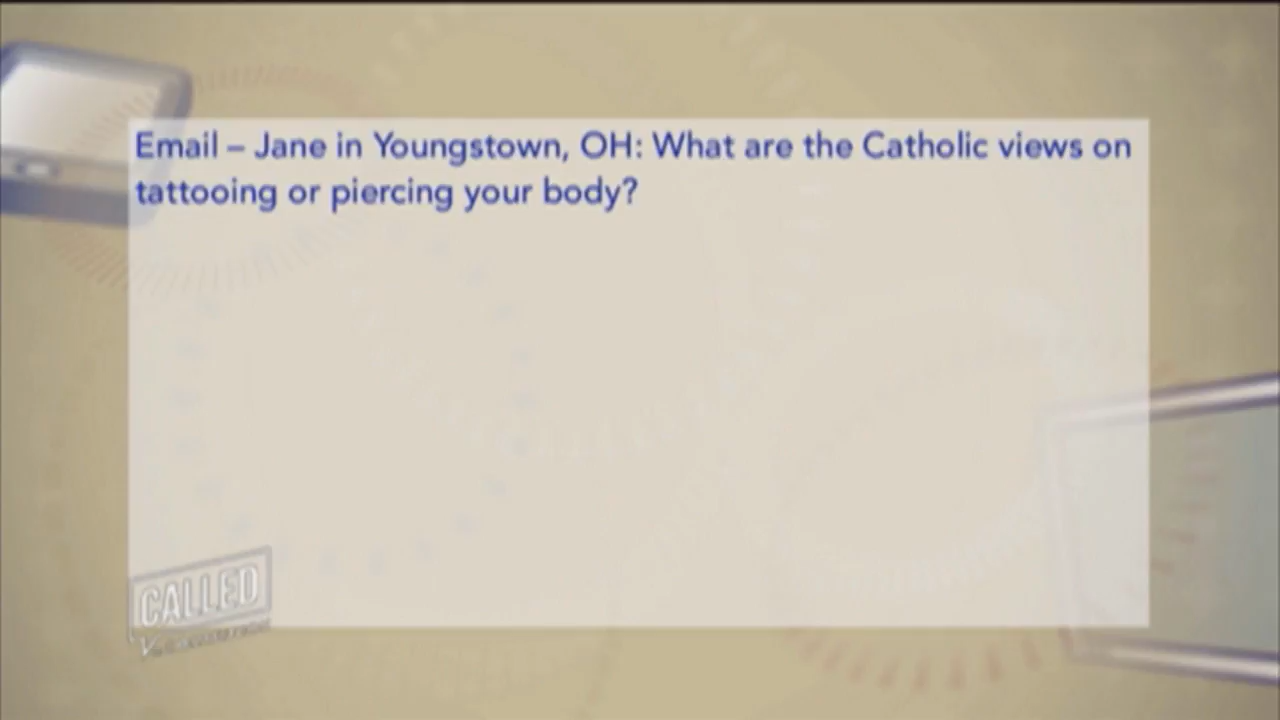 Email – Jane in Youngstown, OH: What are the Catholic views on
tattooing or piercing your body?
CALLED